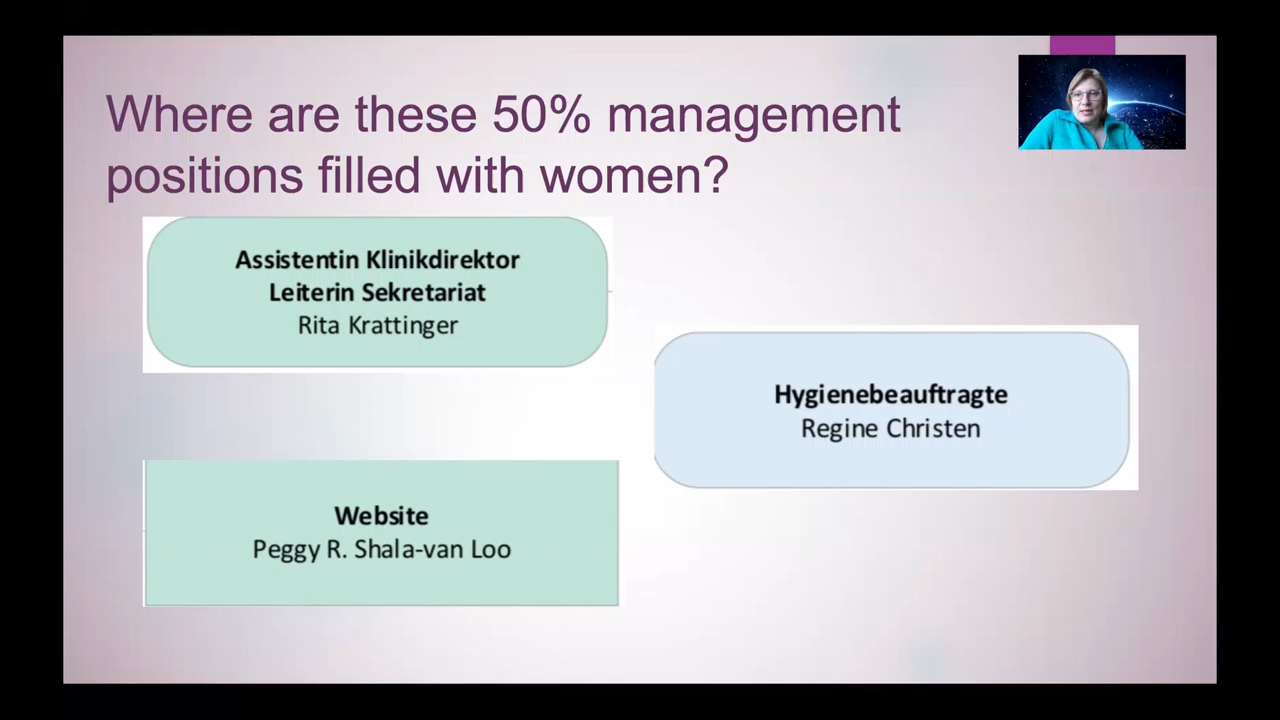 Where are these 50% management
positions filled with women?
Assistentin Klinikdirektor
Leiterin Sekretariat
Rita Krattinger
Hygienebeauftragte
Regine Christen
Website
Peggy R. Shala-van Loo